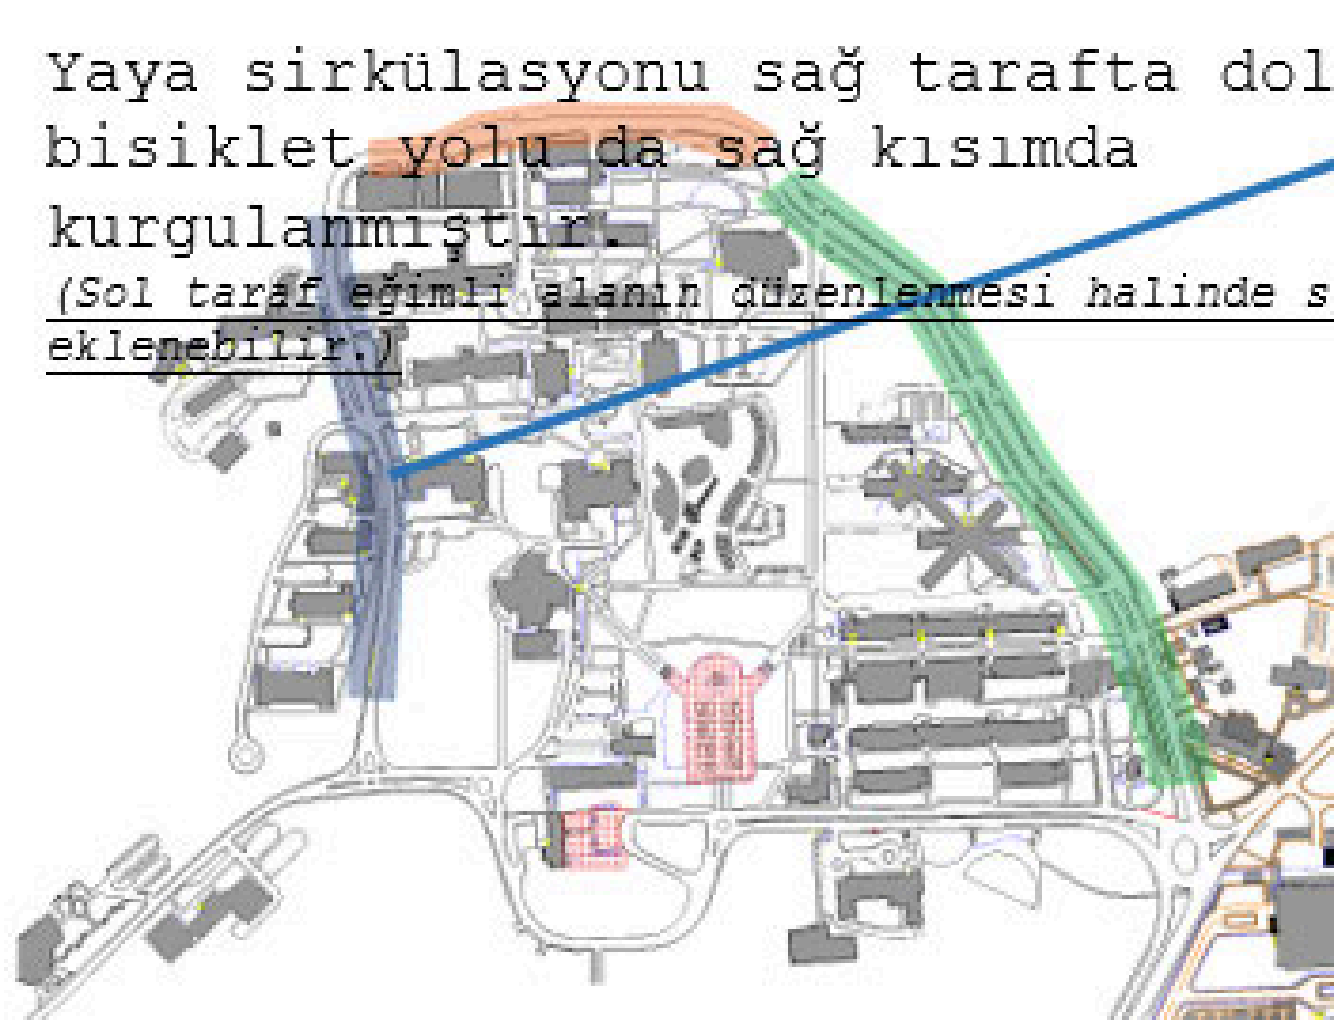 Yaya sirkülasyonu sağ tarafta dol
bisiklet yolu da sağ kısımda
kurgulanmıştır.
(Sol taraf eğimli alanın düzenlenmesi halinde s
eklenebilir.)